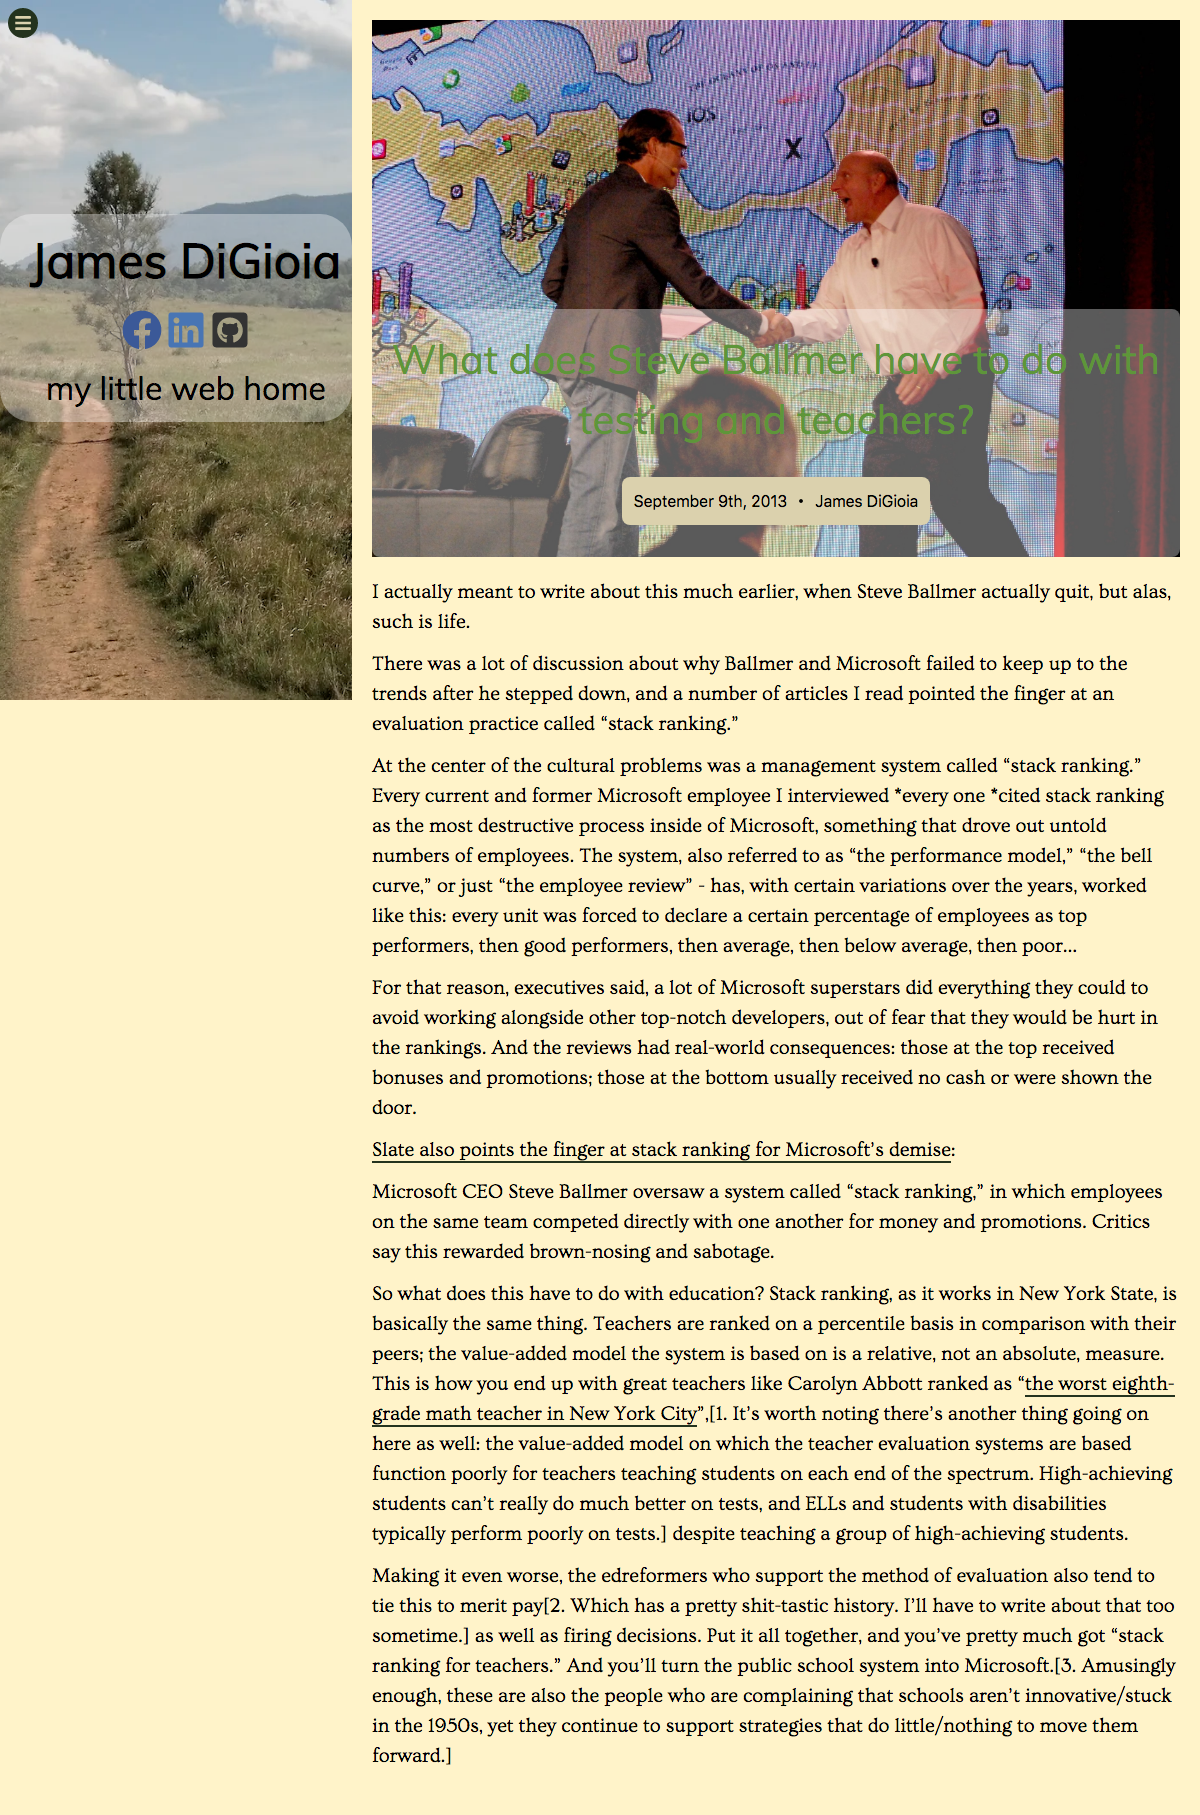 James DiGioia
my little web home
iOS
X
What does Steve Ballmer have to do with
testing and teachers?
September 9th, 2013 • James DiGioia
I actually meant to write about this much earlier, when Steve Ballmer actually quit, but alas,
such is life.
There was a lot of discussion about why Ballmer and Microsoft failed to keep up to the
trends after he stepped down, and a number of articles I read pointed the finger at an
evaluation practice called “stack ranking.”
At the center of the cultural problems was a management system called “stack ranking.”
Every current and former Microsoft employee I interviewed *every one *cited stack ranking
as the most destructive process inside of Microsoft, something that drove out untold
numbers of employees. The system, also referred to as “the performance model,” “the bell
curve,” or just “the employee review” - has, with certain variations over the years, worked
like this: every unit was forced to declare a certain percentage of employees as top
performers, then good performers, then average, then below average, then poor…
For that reason, executives said, a lot of Microsoft superstars did everything they could to
avoid working alongside other top-notch developers, out of fear that they would be hurt in
the rankings. And the reviews had real-world consequences: those at the top received
bonuses and promotions; those at the bottom usually received no cash or were shown the
door.
Slate also points the finger at stack ranking for Microsoft’s demise:
Microsoft CEO Steve Ballmer oversaw a system called “stack ranking,” in which employees
on the same team competed directly with one another for money and promotions. Critics
say this rewarded brown-nosing and sabotage.
So what does this have to do with education? Stack ranking, as it works in New York State, is
basically the same thing. Teachers are ranked on a percentile basis in comparison with their
peers; the value-added model the system is based on is a relative, not an absolute, measure.
This is how you end up with great teachers like Carolyn Abbott ranked as “the worst eighth-
grade math teacher in New York City”,[1. It’s worth noting there’s another thing going on
here as well: the value-added model on which the teacher evaluation systems are based
function poorly for teachers teaching students on each end of the spectrum. High-achieving
students can’t really do much better on tests, and ELLs and students with disabilities
typically perform poorly on tests.] despite teaching a group of high-achieving students.
Making it even worse, the edreformers who support the method of evaluation also tend to
tie this to merit pay[2. Which has a pretty shit-tastic history. I’ll have to write about that too
sometime.] as well as firing decisions. Put it all together, and you’ve pretty much got “stack
ranking for teachers.” And you’ll turn the public school system into Microsoft.[3. Amusingly
enough, these are also the people who are complaining that schools aren’t innovative/stuck
in the 1950s, yet they continue to support strategies that do little/nothing to move them
forward.]